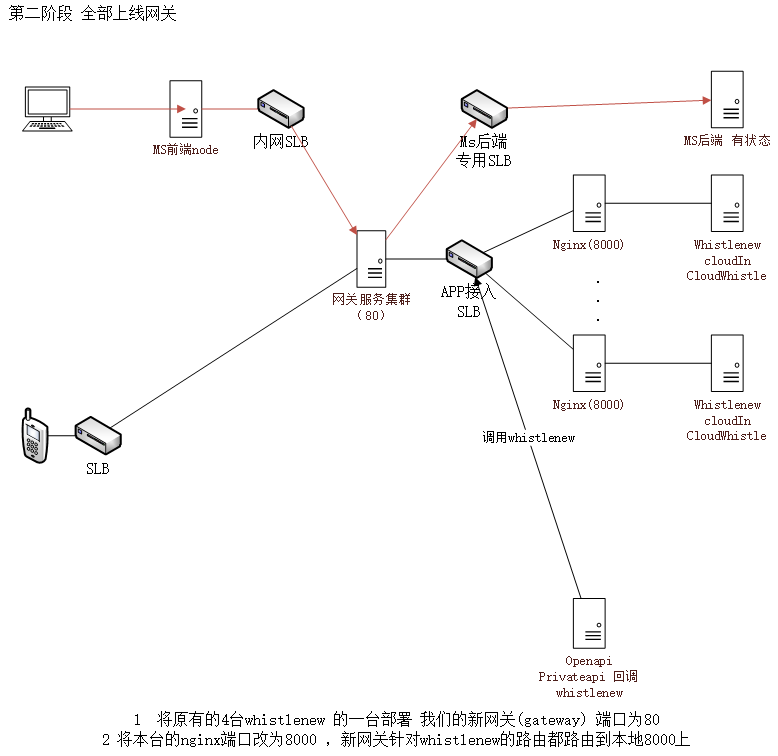 第二阶段 全部上线网关
MS前端node
内网SLB
Ms后端
专用SLB
MS后端 有状态
Nginx(8000)
Whistlenew
cloudIn
CloudWhistle
网关服务集群
（80）
APP接入
SLB
.
.
.
Nginx(8000)
Whistlenew
cloudIn
CloudWhistle
调用whistlenew
SLB
Openapi
Privateapi 回调
whistlenew
1 将原有的4台whistlenew 的一台部署 我们的新网关(gateway) 端口为80
2 将本台的nginx端口改为8000 ，新网关针对whistlenew的路由都路由到本地8000上